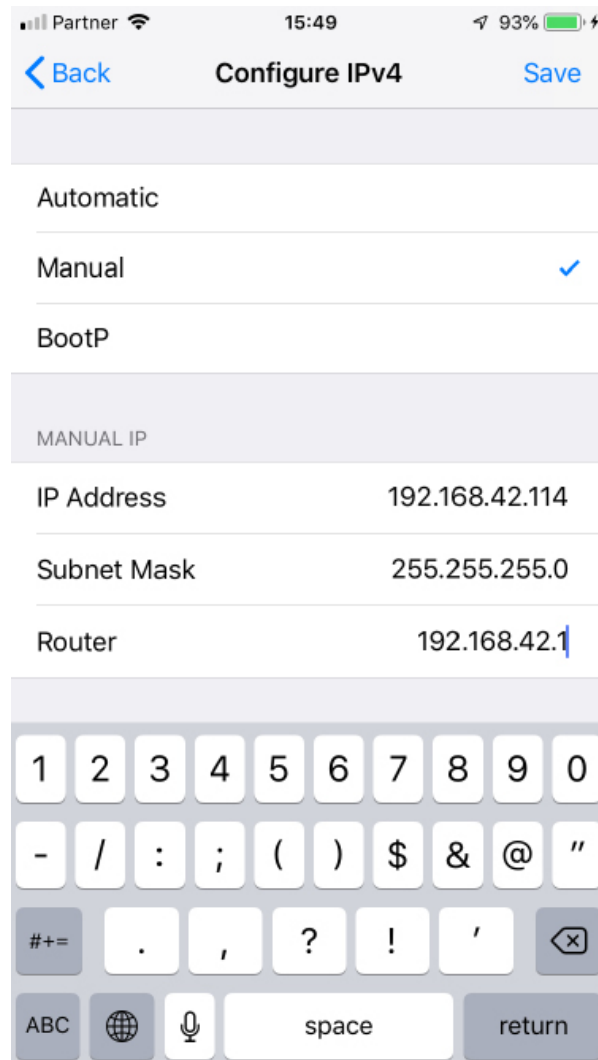 Partner 15:49 93%
Back Configure IPv4 Save
Automatic
Manual
BootP
MANUAL IP
IP Address 192.168.42.114
Subnet Mask 255.255.255.0
Router 192.168.42.1
1 2 3 4 5 6 7 8 9 0
- / : ; ( ) $ & @ "
#+= . , ? ! '
ABC space return